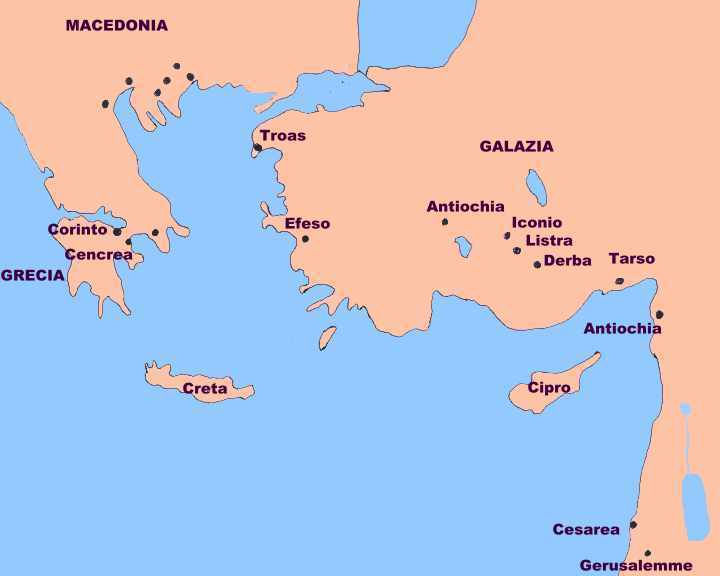 MACEDONIA
Troas
GALAZIA
Antiochia
Iconio
Efeso
Corinto
Listra
Cencrea
Derba
Tarso
GRECIA
Antiochia
Creta
Cipro
Cesarea
Gerusalemme